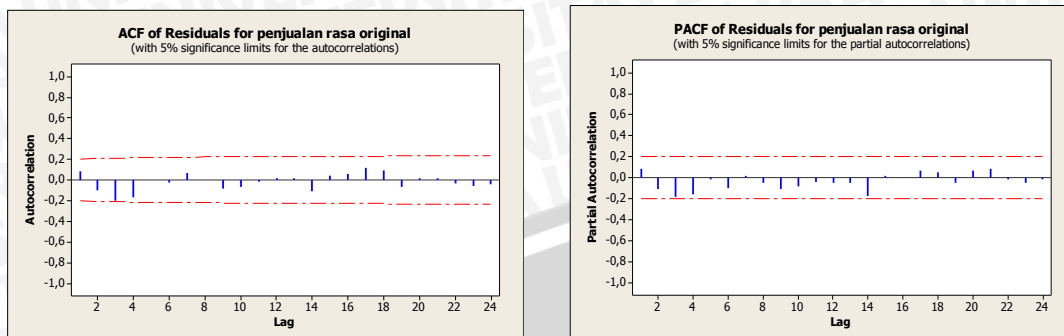 ACF of Residuals for penjualan rasa original
(with 5% significance limits for the autocorrelations)
1,0
0,8
0,6
0,4
0,2
0,0
-0,2
-0,4
-0,6
-0,8
-1,0
Autocorrelation
2 4 6 8 10 12 14 16 18 20 22 24
Lag
PACF of Residuals for penjualan rasa original
(with 5% significance limits for the partial autocorrelations)
1,0
0,8
0,6
0,4
0,2
0,0
-0,2
-0,4
-0,6
-0,8
-1,0
Partial Autocorrelation
2 4 6 8 10 12 14 16 18 20 22 24
Lag